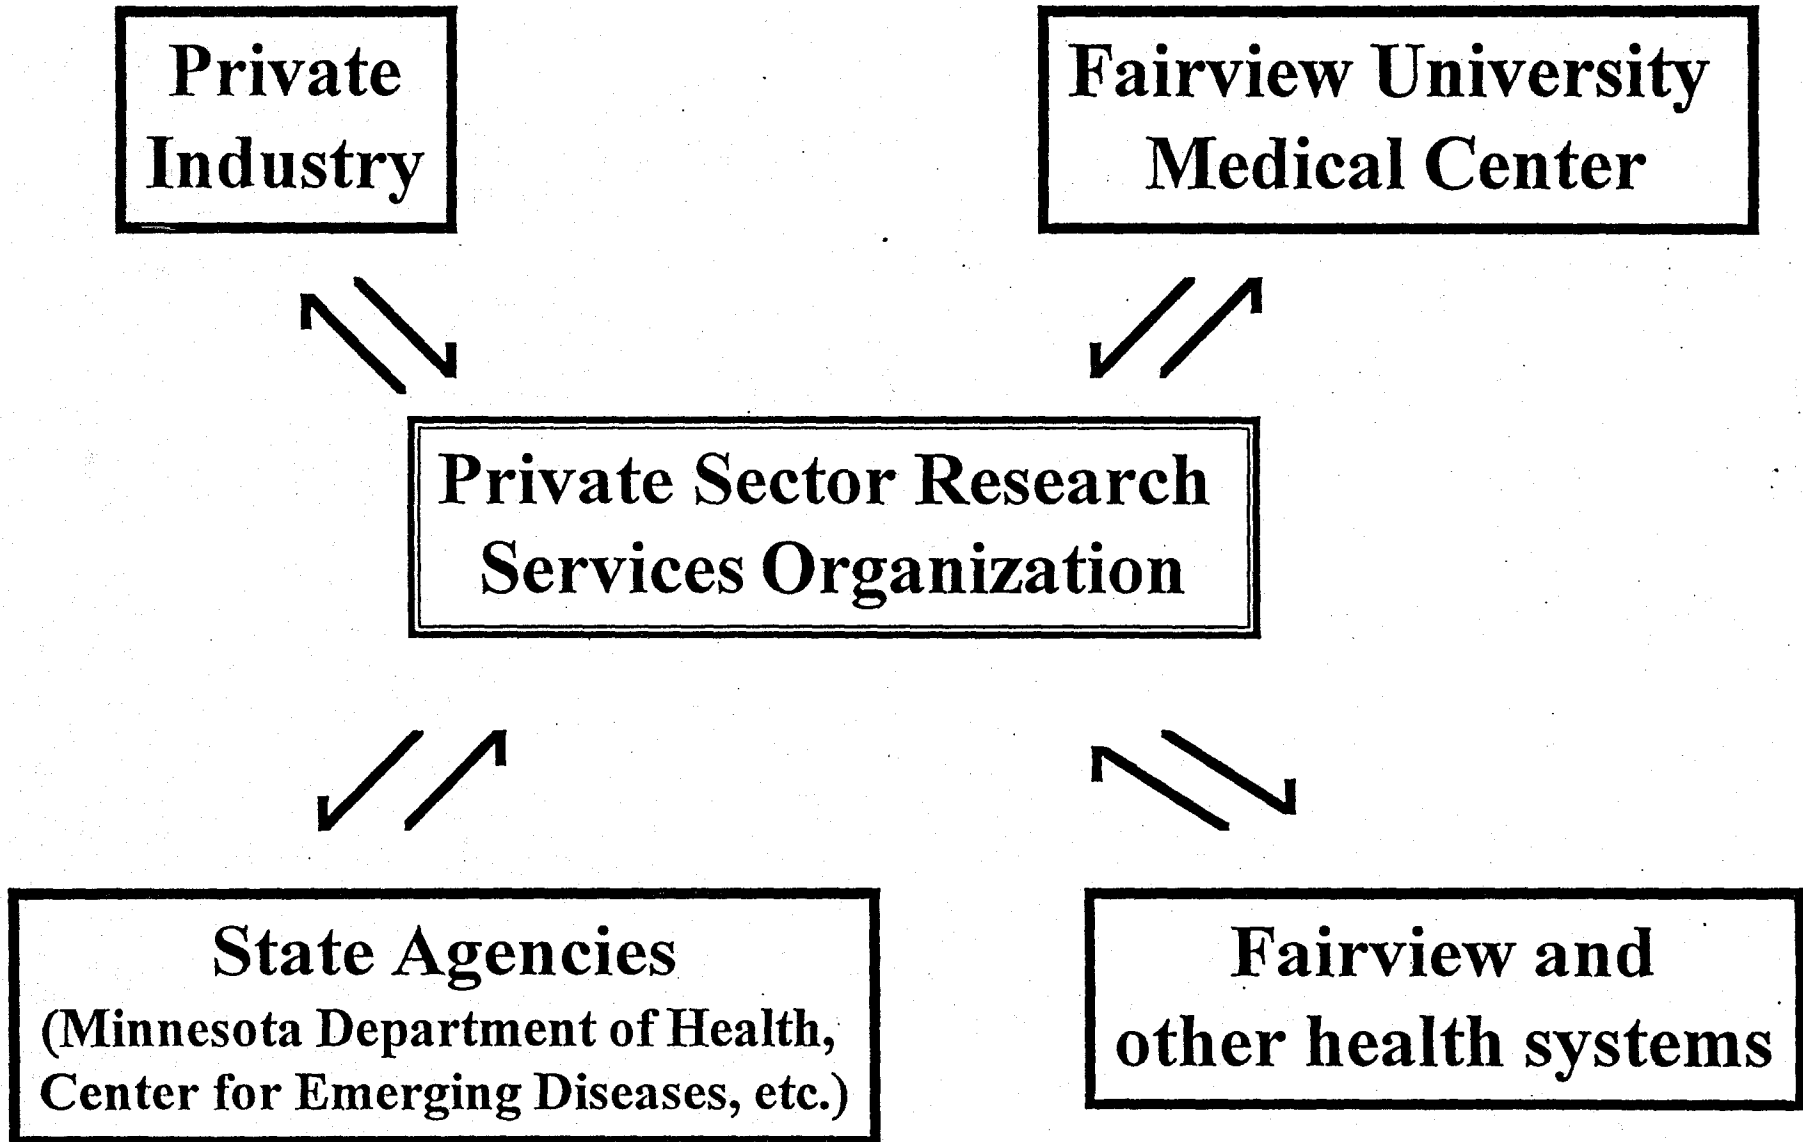 Private
Industry
Fairview University
Medical Center
Private Sector Research
Services Organization
State Agencies
(Minnesota Department of Health,
Center for Emerging Diseases, etc.)
Fairview and
other health systems